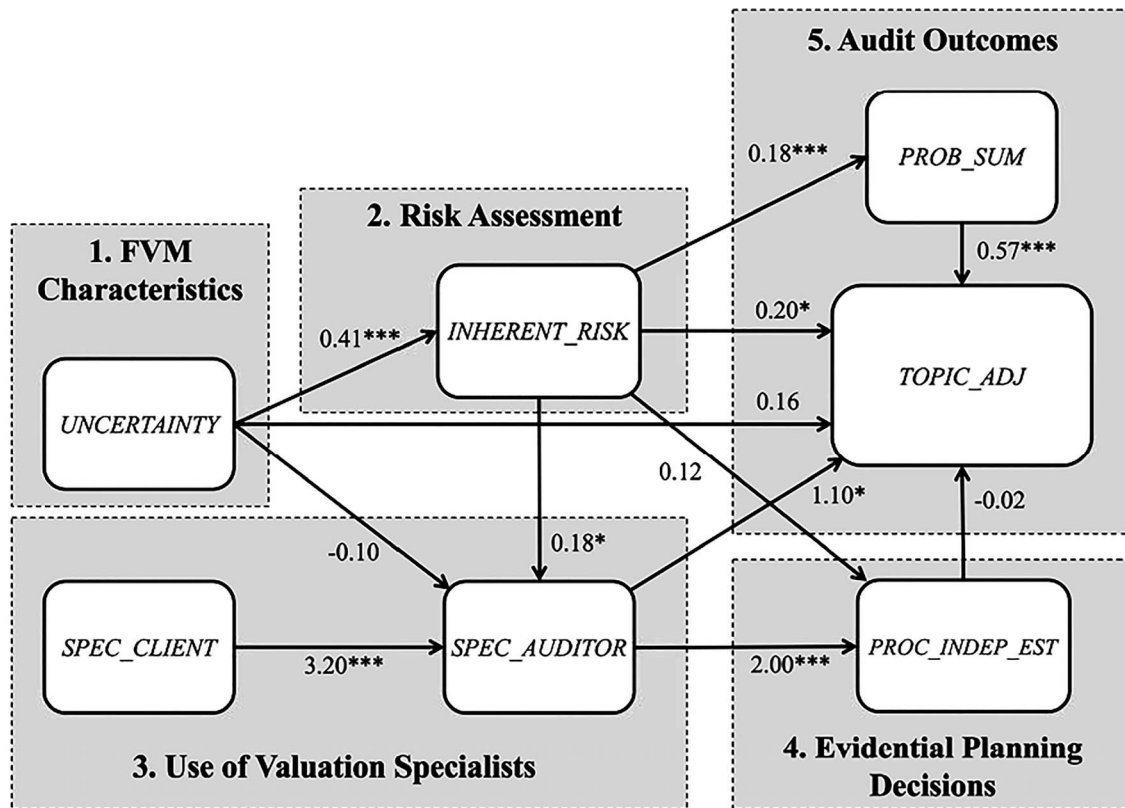 5. Audit Outcomes
PROB_SUM
0.18***
2. Risk Assessment
0.57***
1. FVM
Characteristics
INHERENT_RISK
0.20*
0.41***
TOPIC_ADJ
UNCERTAINTY
0.16
0.12
1.10*
-0.02
-0.10
0.18*
SPEC_CLIENT
3.20***
SPEC_AUDITOR
2.00***
PROC_INDEP_EST
3. Use of Valuation Specialists
4. Evidential Planning
Decisions